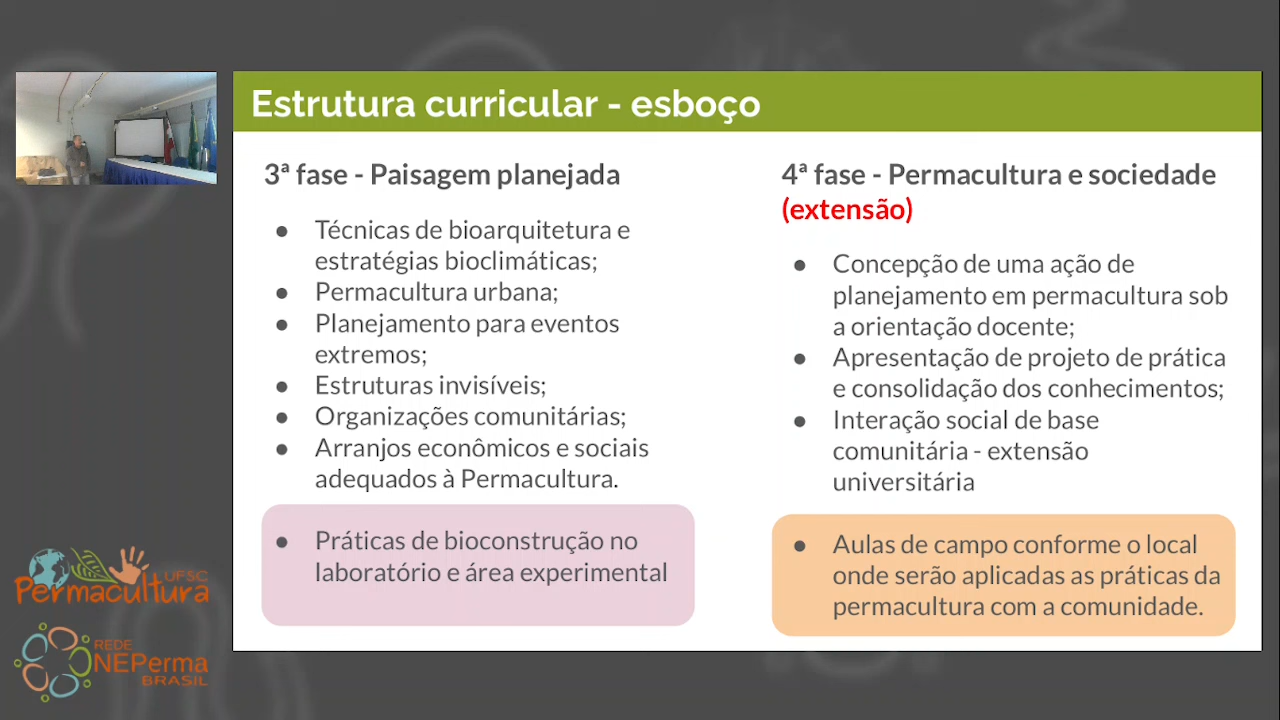 Estrutura curricular - esboço
3ª fase - Paisagem planejada
● Técnicas de bioarquitetura e
estratégias bioclimáticas;
● Permacultura urbana;
● Planejamento para eventos
extremos;
● Estruturas invisíveis;
● Organizações comunitárias;
● Arranjos econômicos e sociais
adequados à Permacultura.
● Práticas de bioconstrução no
laboratório e área experimental
4ª fase - Permacultura e sociedade
(extensão)
● Concepção de uma ação de
planejamento em permacultura sob
a orientação docente;
● Apresentação de projeto de prática
e consolidação dos conhecimentos;
● Interação social de base
comunitária - extensão
universitária
● Aulas de campo conforme o local
onde serão aplicadas as práticas da
permacultura com a comunidade.
UFSC
Permacultura
REDE
NEPerma
BRASIL